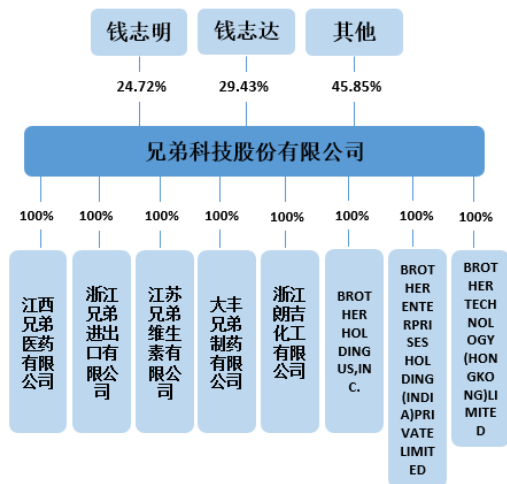 钱志明
钱志达
其他
24.72%
29.43%
45.85%
兄弟科技股份有限公司
100%
100%
100%
100%
100%
100%
100%
100%
江西
兄弟
医药
有限
公司
浙江
兄弟
进出
口有
限公
司
江苏
兄弟
维生
素有
限公
司
大丰
兄弟
制药
有限
公司
浙江
朗吉
化工
有限
公司
BROT
HER
HOL
DING
US,IN
C.
BROT
HER
ENTE
RPRI
SES
HOL
DING
(INDI
A)PRI
VATE
LIMIT
ED
BROT
HER
TECH
NOL
OGY
(HO
NGKO
NG)LI
MITE
D